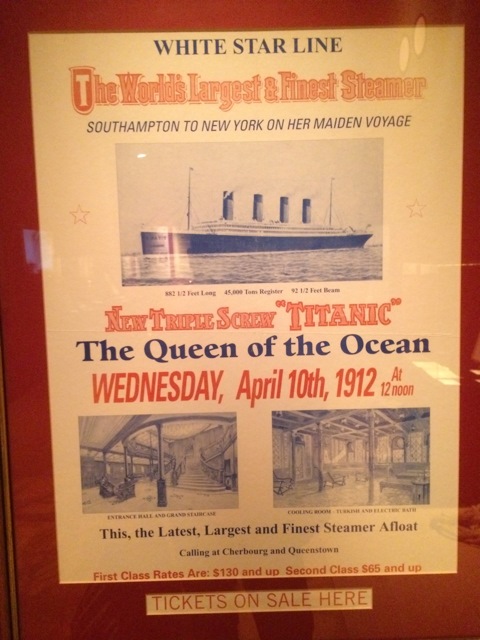 WHITE STAR LINE
The World's Largest & Finest Steamer
SOUTHAMPTON TO NEW YORK ON HER MAIDEN VOYAGE
882 1/2 Feet Long 45,000 Tons Register 92 1/2 Feet Beam
NEW TRIPLE SCREW "TITANIC"
The Queen of the Ocean
WEDNESDAY, April 10th, 1912 At 12 noon
ENTRANCE HALL AND GRAND STAIRCASE
COOLING ROOM - TURKISH AND ELECTRIC BATH
This, the Latest, Largest and Finest Steamer Afloat
Calling at Cherbourg and Queenstown
First Class Rates Are: $130 and up Second Class $65 and up
TICKETS ON SALE HERE